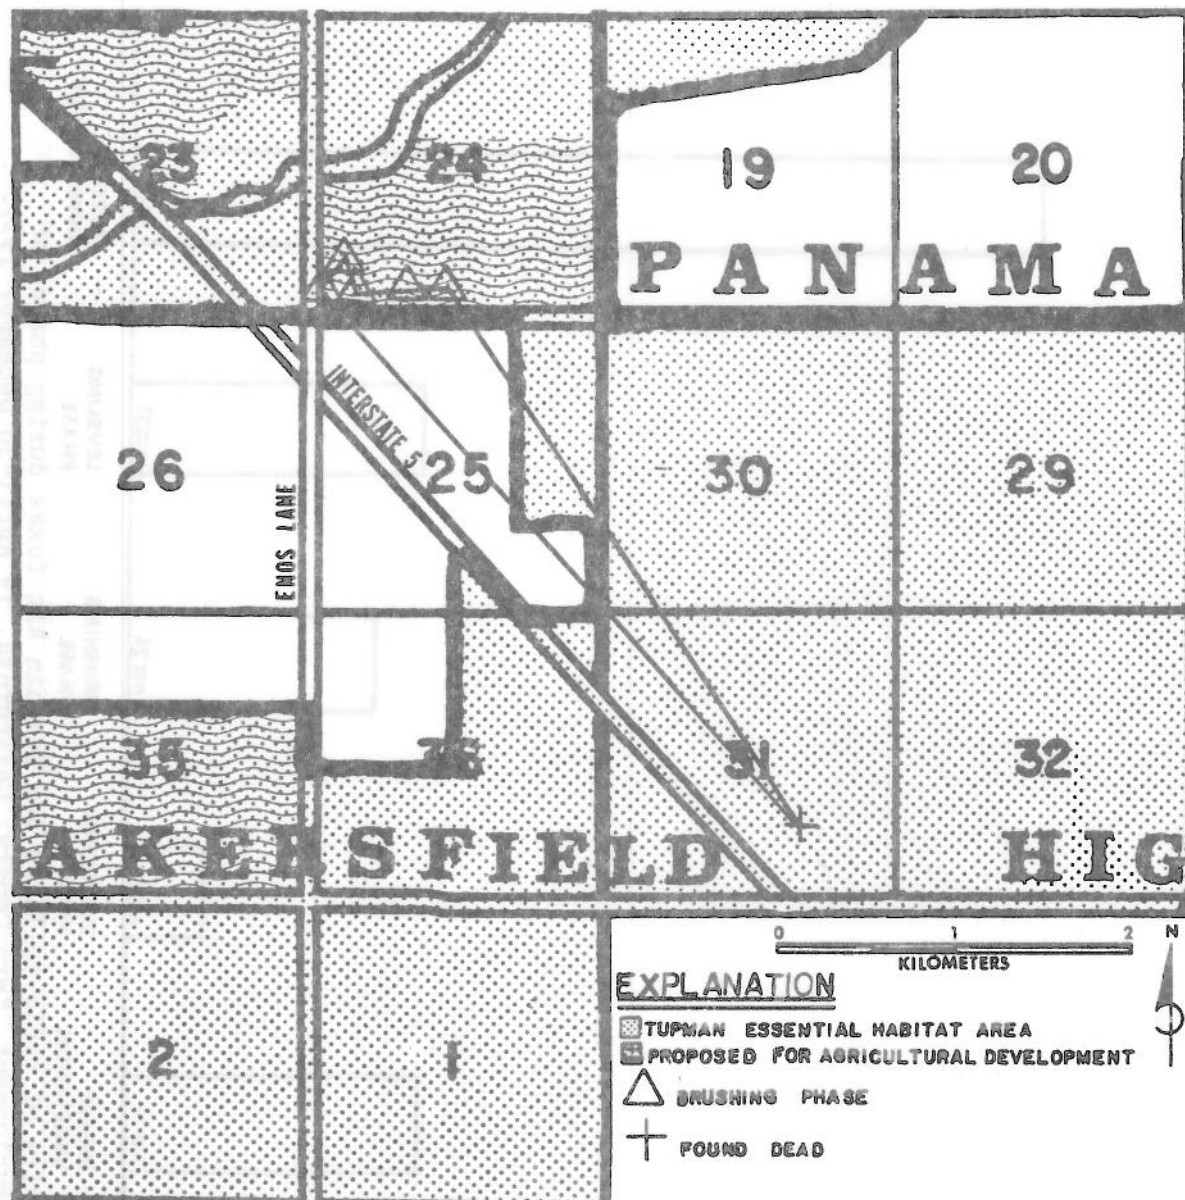 23 24 19 20
PANAMA
INTERSTATE 5
26 25 30 29
ENOS LANE
35 36 31 32
AKERSFIELD HIG
0 1 2
N
KILOMETERS
EXPLANATION
TUPMAN ESSENTIAL HABITAT AREA
PROPOSED FOR AGRICULTURAL DEVELOPMENT
BRUSHING PHASE
FOUND DEAD
2 1